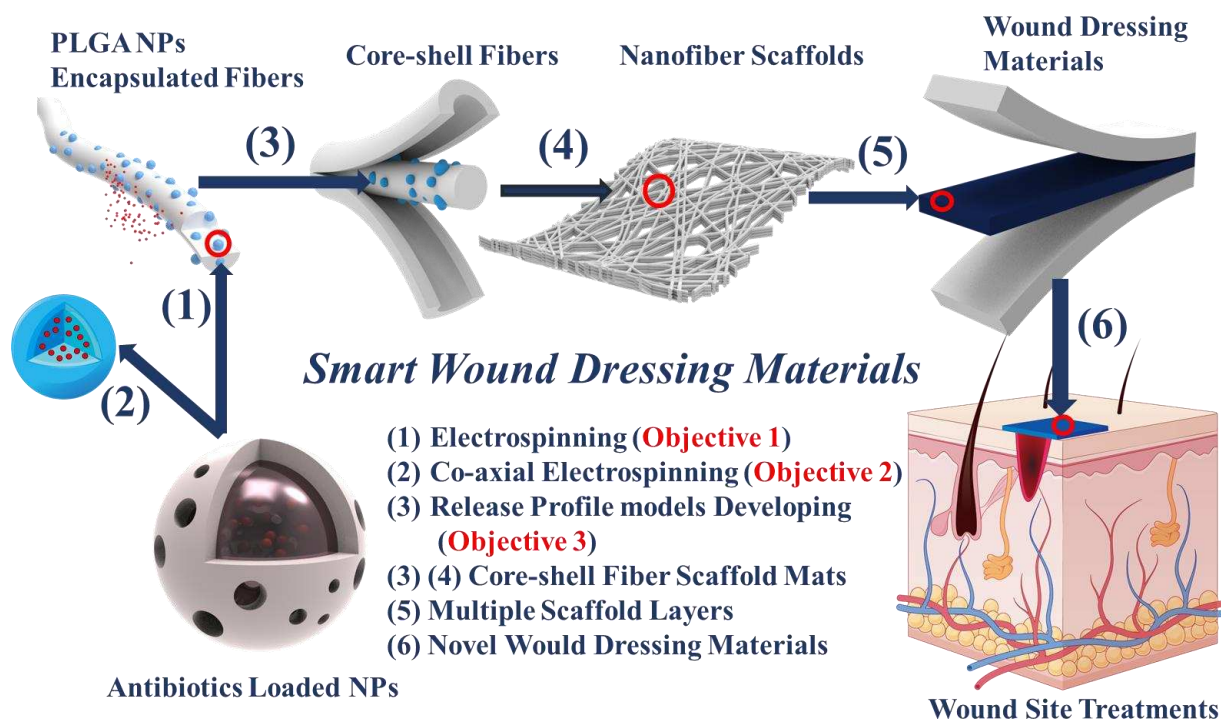 PLGA NPs
Encapsulated Fibers
Core-shell Fibers
Nanofiber Scaffolds
Wound Dressing
Materials
(3)
(4)
(5)
(1)
(2)
(6)
Smart Wound Dressing Materials
(1) Electrospinning (Objective 1)
(2) Co-axial Electrospinning (Objective 2)
(3) Release Profile models Developing
(Objective 3)
(3) (4) Core-shell Fiber Scaffold Mats
(5) Multiple Scaffold Layers
(6) Novel Would Dressing Materials
Antibiotics Loaded NPs
Wound Site Treatments